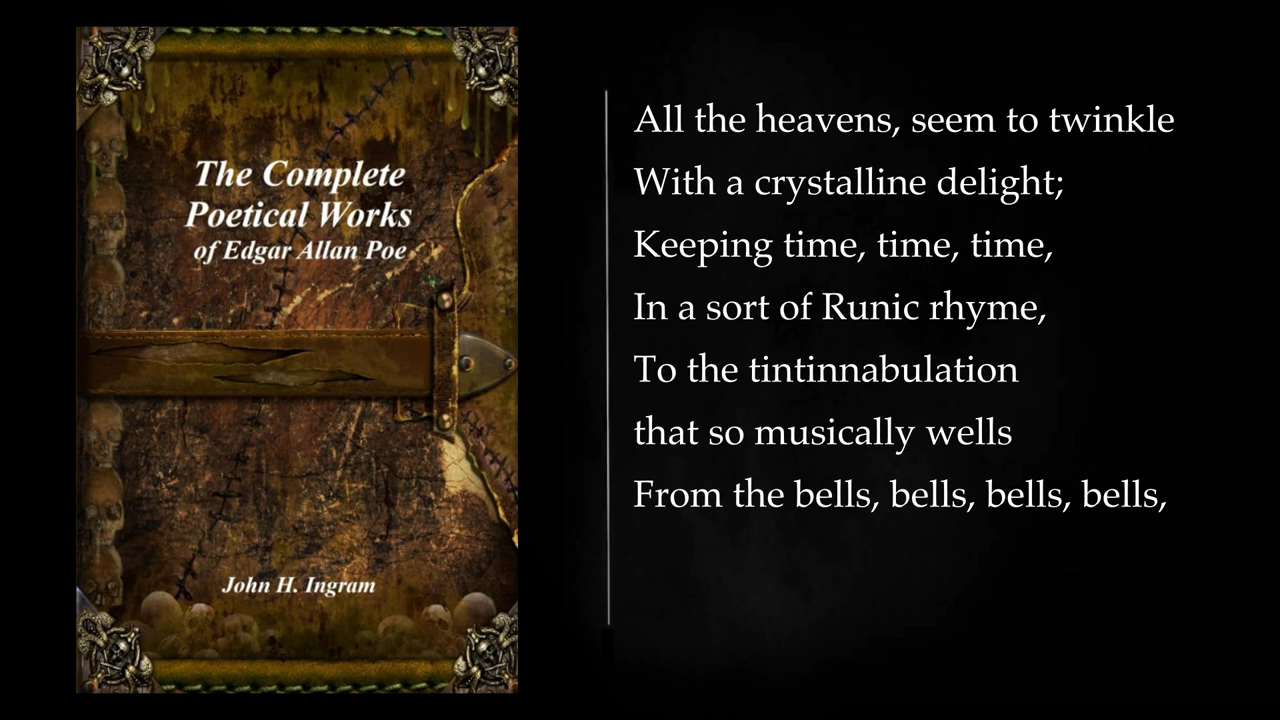 The Complete
Poetical Works
of Edgar Allan Poe
John H. Ingram
All the heavens, seem to twinkle
With a crystalline delight;
Keeping time, time, time,
In a sort of Runic rhyme,
To the tintinnabulation
that so musically wells
From the bells, bells, bells, bells,